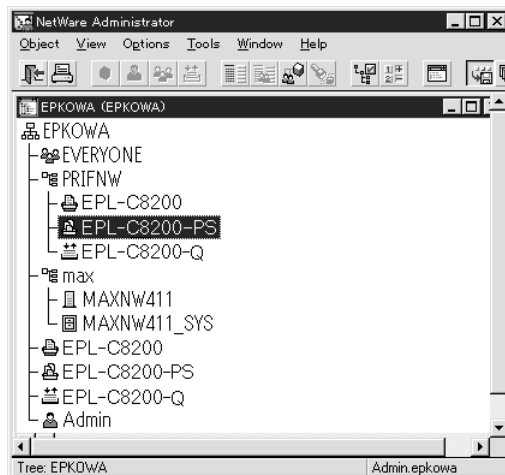 NetWare Administrator
Object View Options Tools Window Help
EPKOWA (EPKOWA)
EPKOWA
EVERYONE
PRIFNW
EPL-C8200
EPL-C8200-PS
EPL-C8200-Q
max
MAXNW411
MAXNW411_SYS
EPL-C8200
EPL-C8200-PS
EPL-C8200-Q
Admin
Tree: EPKOWA Admin.epkowa